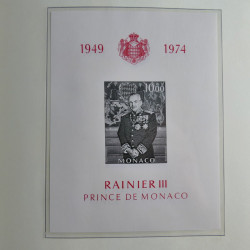 1949 1974
10,00
MONACO
RAINIER III
PRINCE DE MONACO